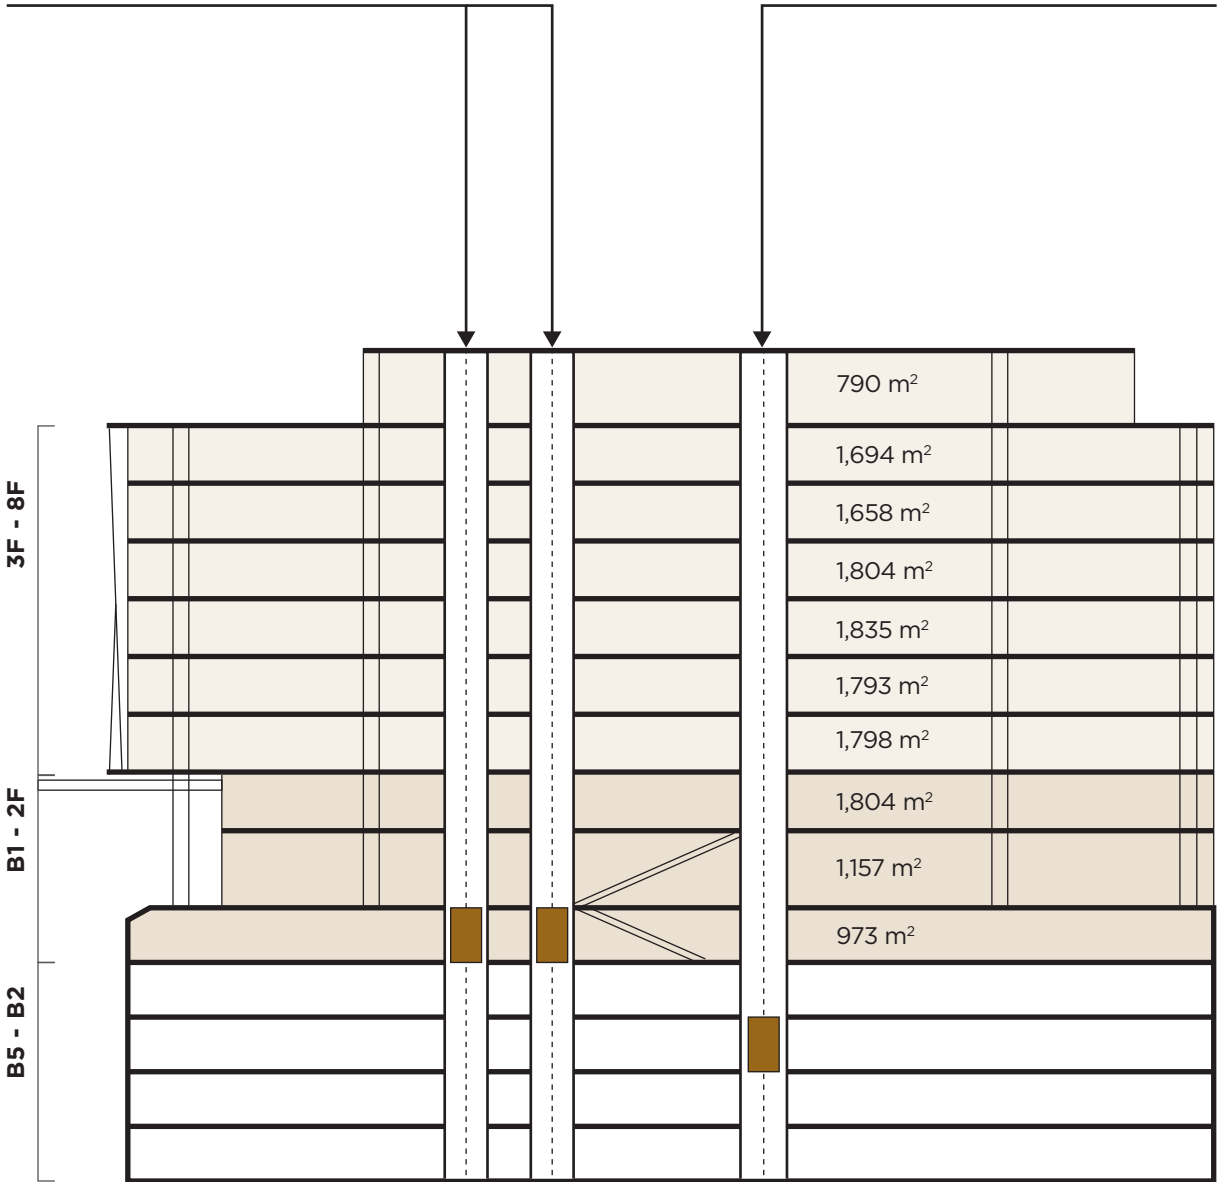 790 m²
1,694 m²
1,658 m²
1,804 m²
1,835 m²
1,793 m²
1,798 m²
1,804 m²
1,157 m²
973 m²
3F - 8F
B1 - 2F
B5 - B2